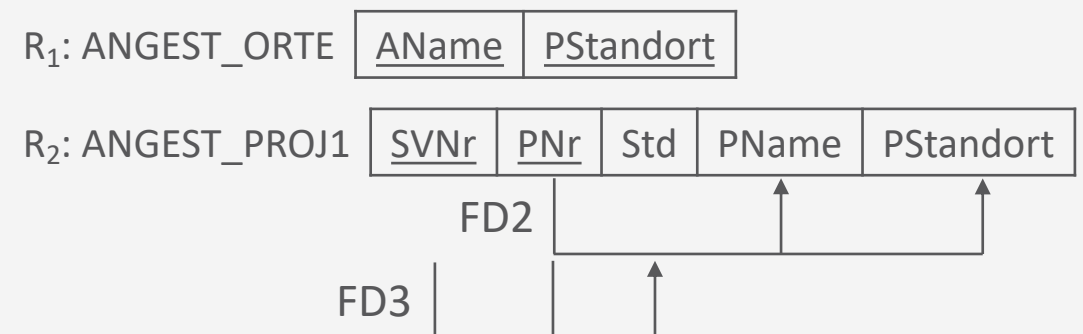 R₁: ANGEST_ORTE AName PStandort
R₂: ANGEST_PROJ1 SVNr PNr Std PName PStandort
FD2
FD3